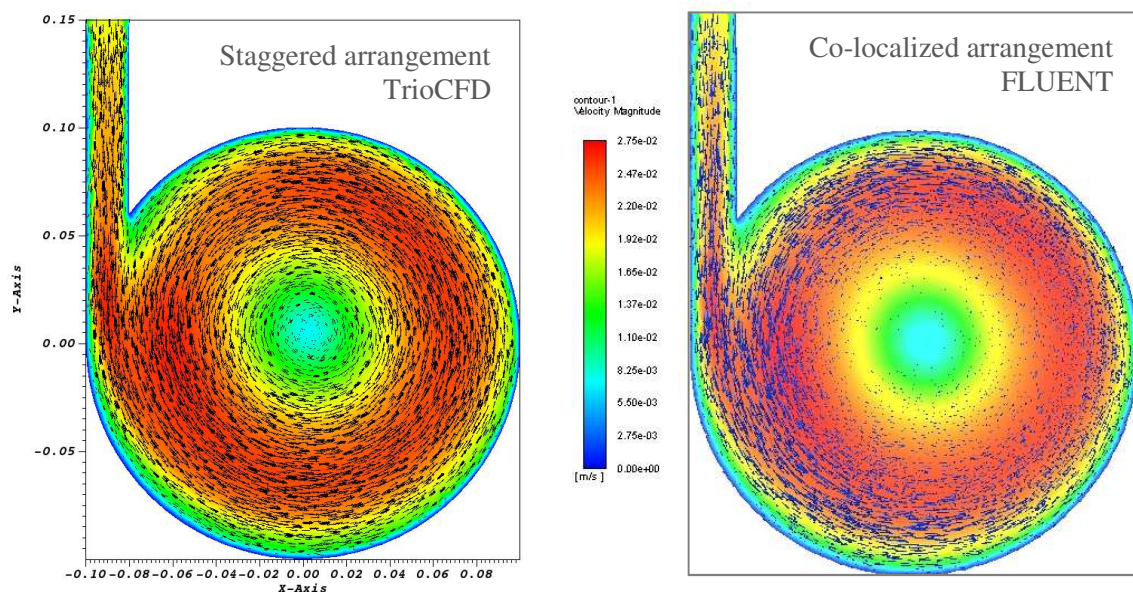 Staggered arrangement
TrioCFD
0.15
0.10
0.05
0.00
-0.05
Y-Axis
-0.10 -0.08 -0.06 -0.04 -0.02 0.00 0.02 0.04 0.06 0.08
X-Axis
contour-1
Velocity Magnitude
2.75e-02
2.47e-02
2.20e-02
1.92e-02
1.65e-02
1.37e-02
1.10e-02
8.25e-03
5.50e-03
2.75e-03
0.00e+00
[m/s ]
Co-localized arrangement
FLUENT